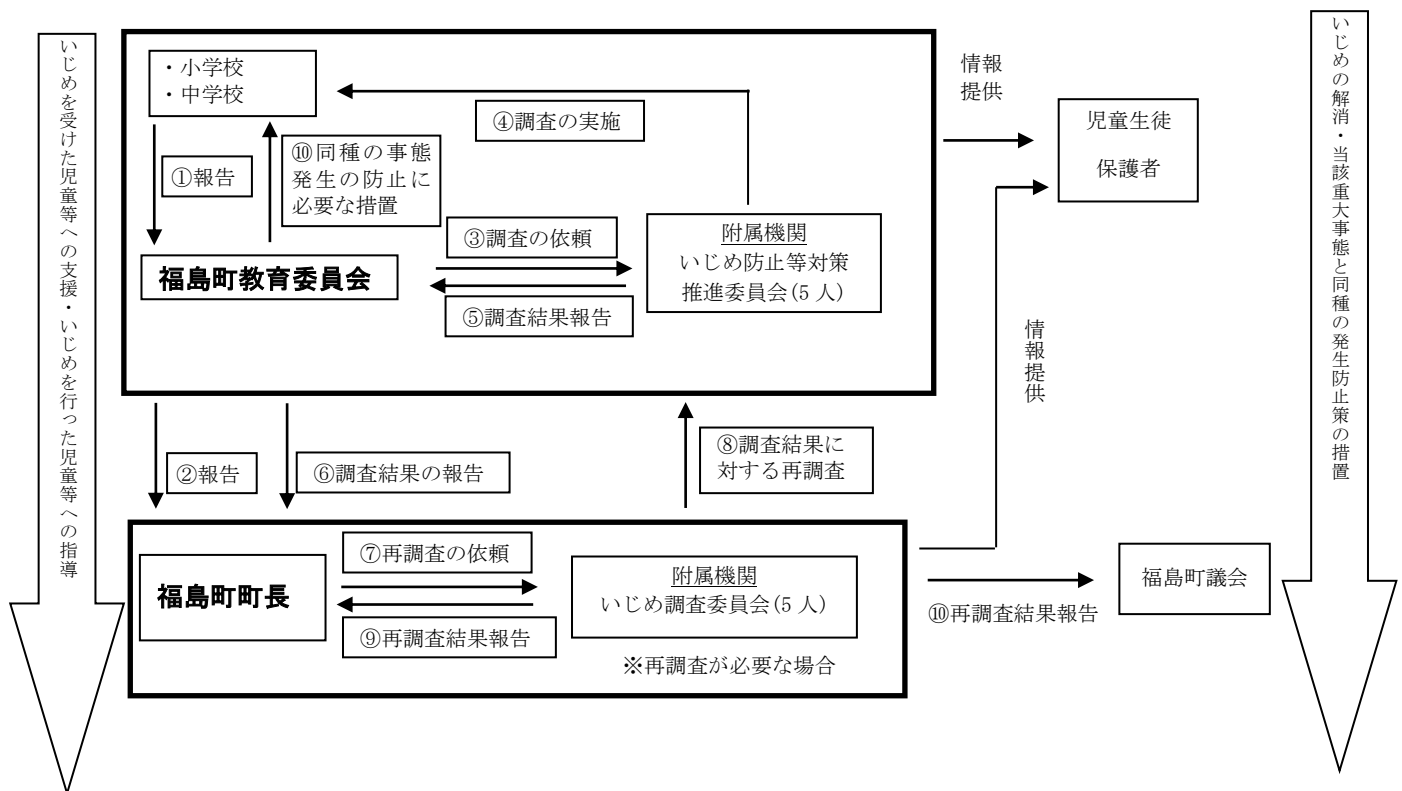 いじめを受けた児童等への支援・いじめを行った児童等への指導
・小学校
・中学校
④調査の実施
①報告
⑩同種の事態
発生の防止に
必要な措置
③調査の依頼
福島町教育委員会
附属機関
いじめ防止等対策
推進委員会(5人)
⑤調査結果報告
情報
提供
児童生徒
保護者
情報提供
②報告
⑥調査結果の報告
⑧調査結果に
対する再調査
⑦再調査の依頼
福島町町長
附属機関
いじめ調査委員会(5人)
⑨再調査結果報告
※再調査が必要な場合
⑩再調査結果報告
福島町議会
いじめの解消・当該重大事態と同種の発生防止策の措置